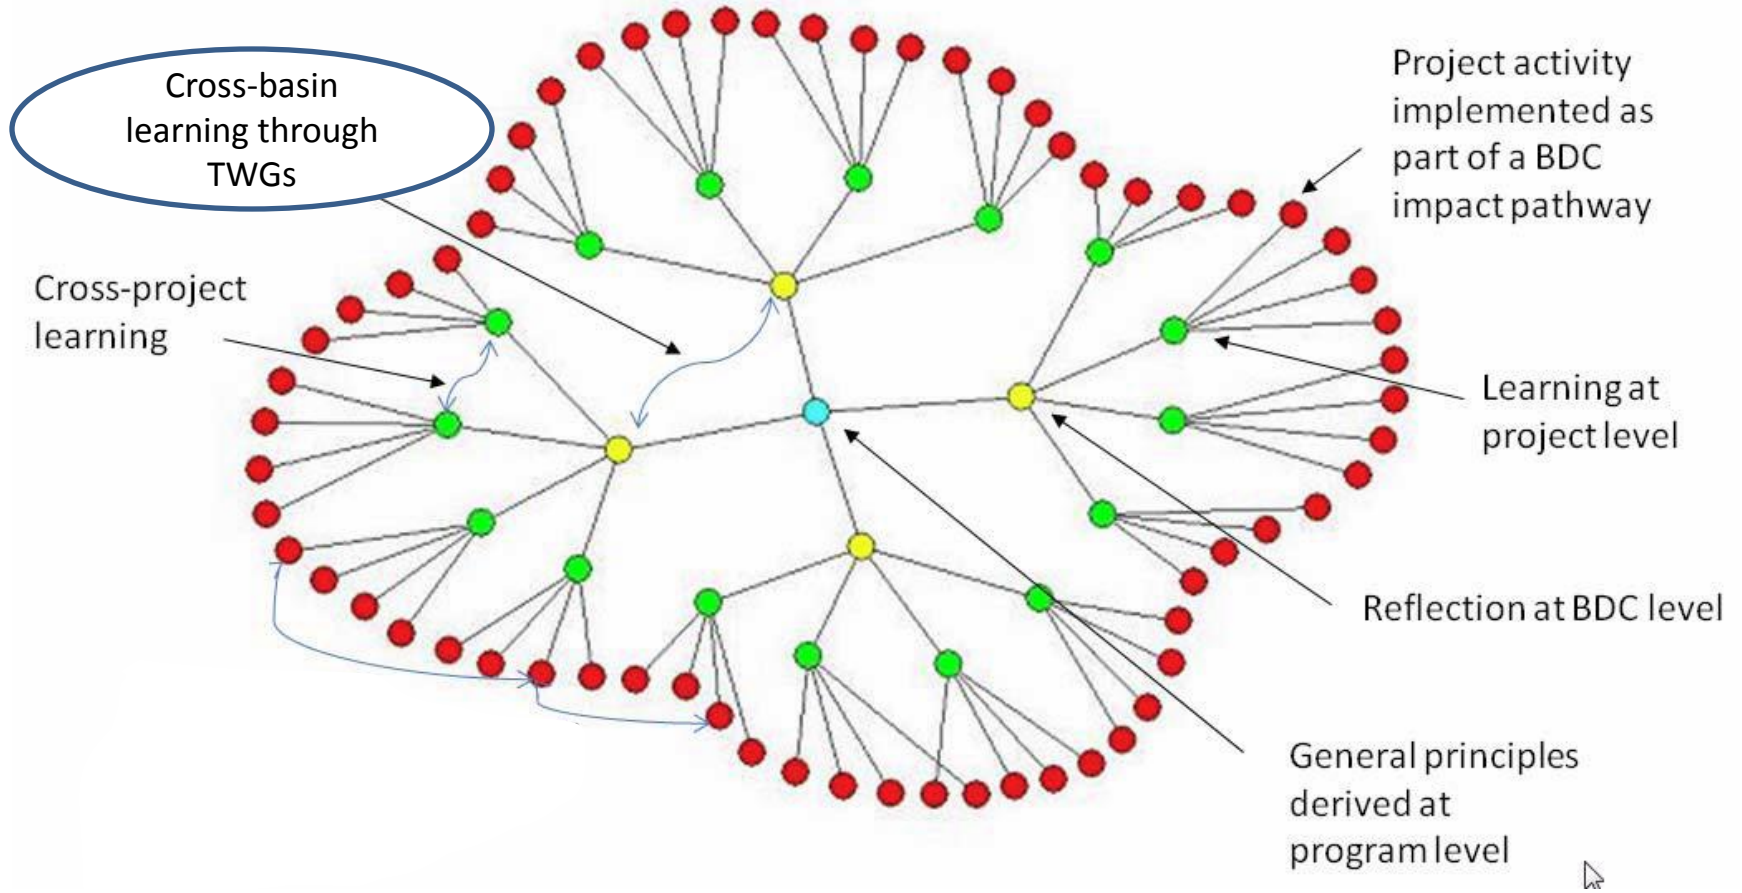 Cross-basin
learning through
TWGs
Project activity
implemented as
part of a BDC
impact pathway
Cross-project
learning
Learning at
project level
Reflection at BDC level
General principles
derived at
program level